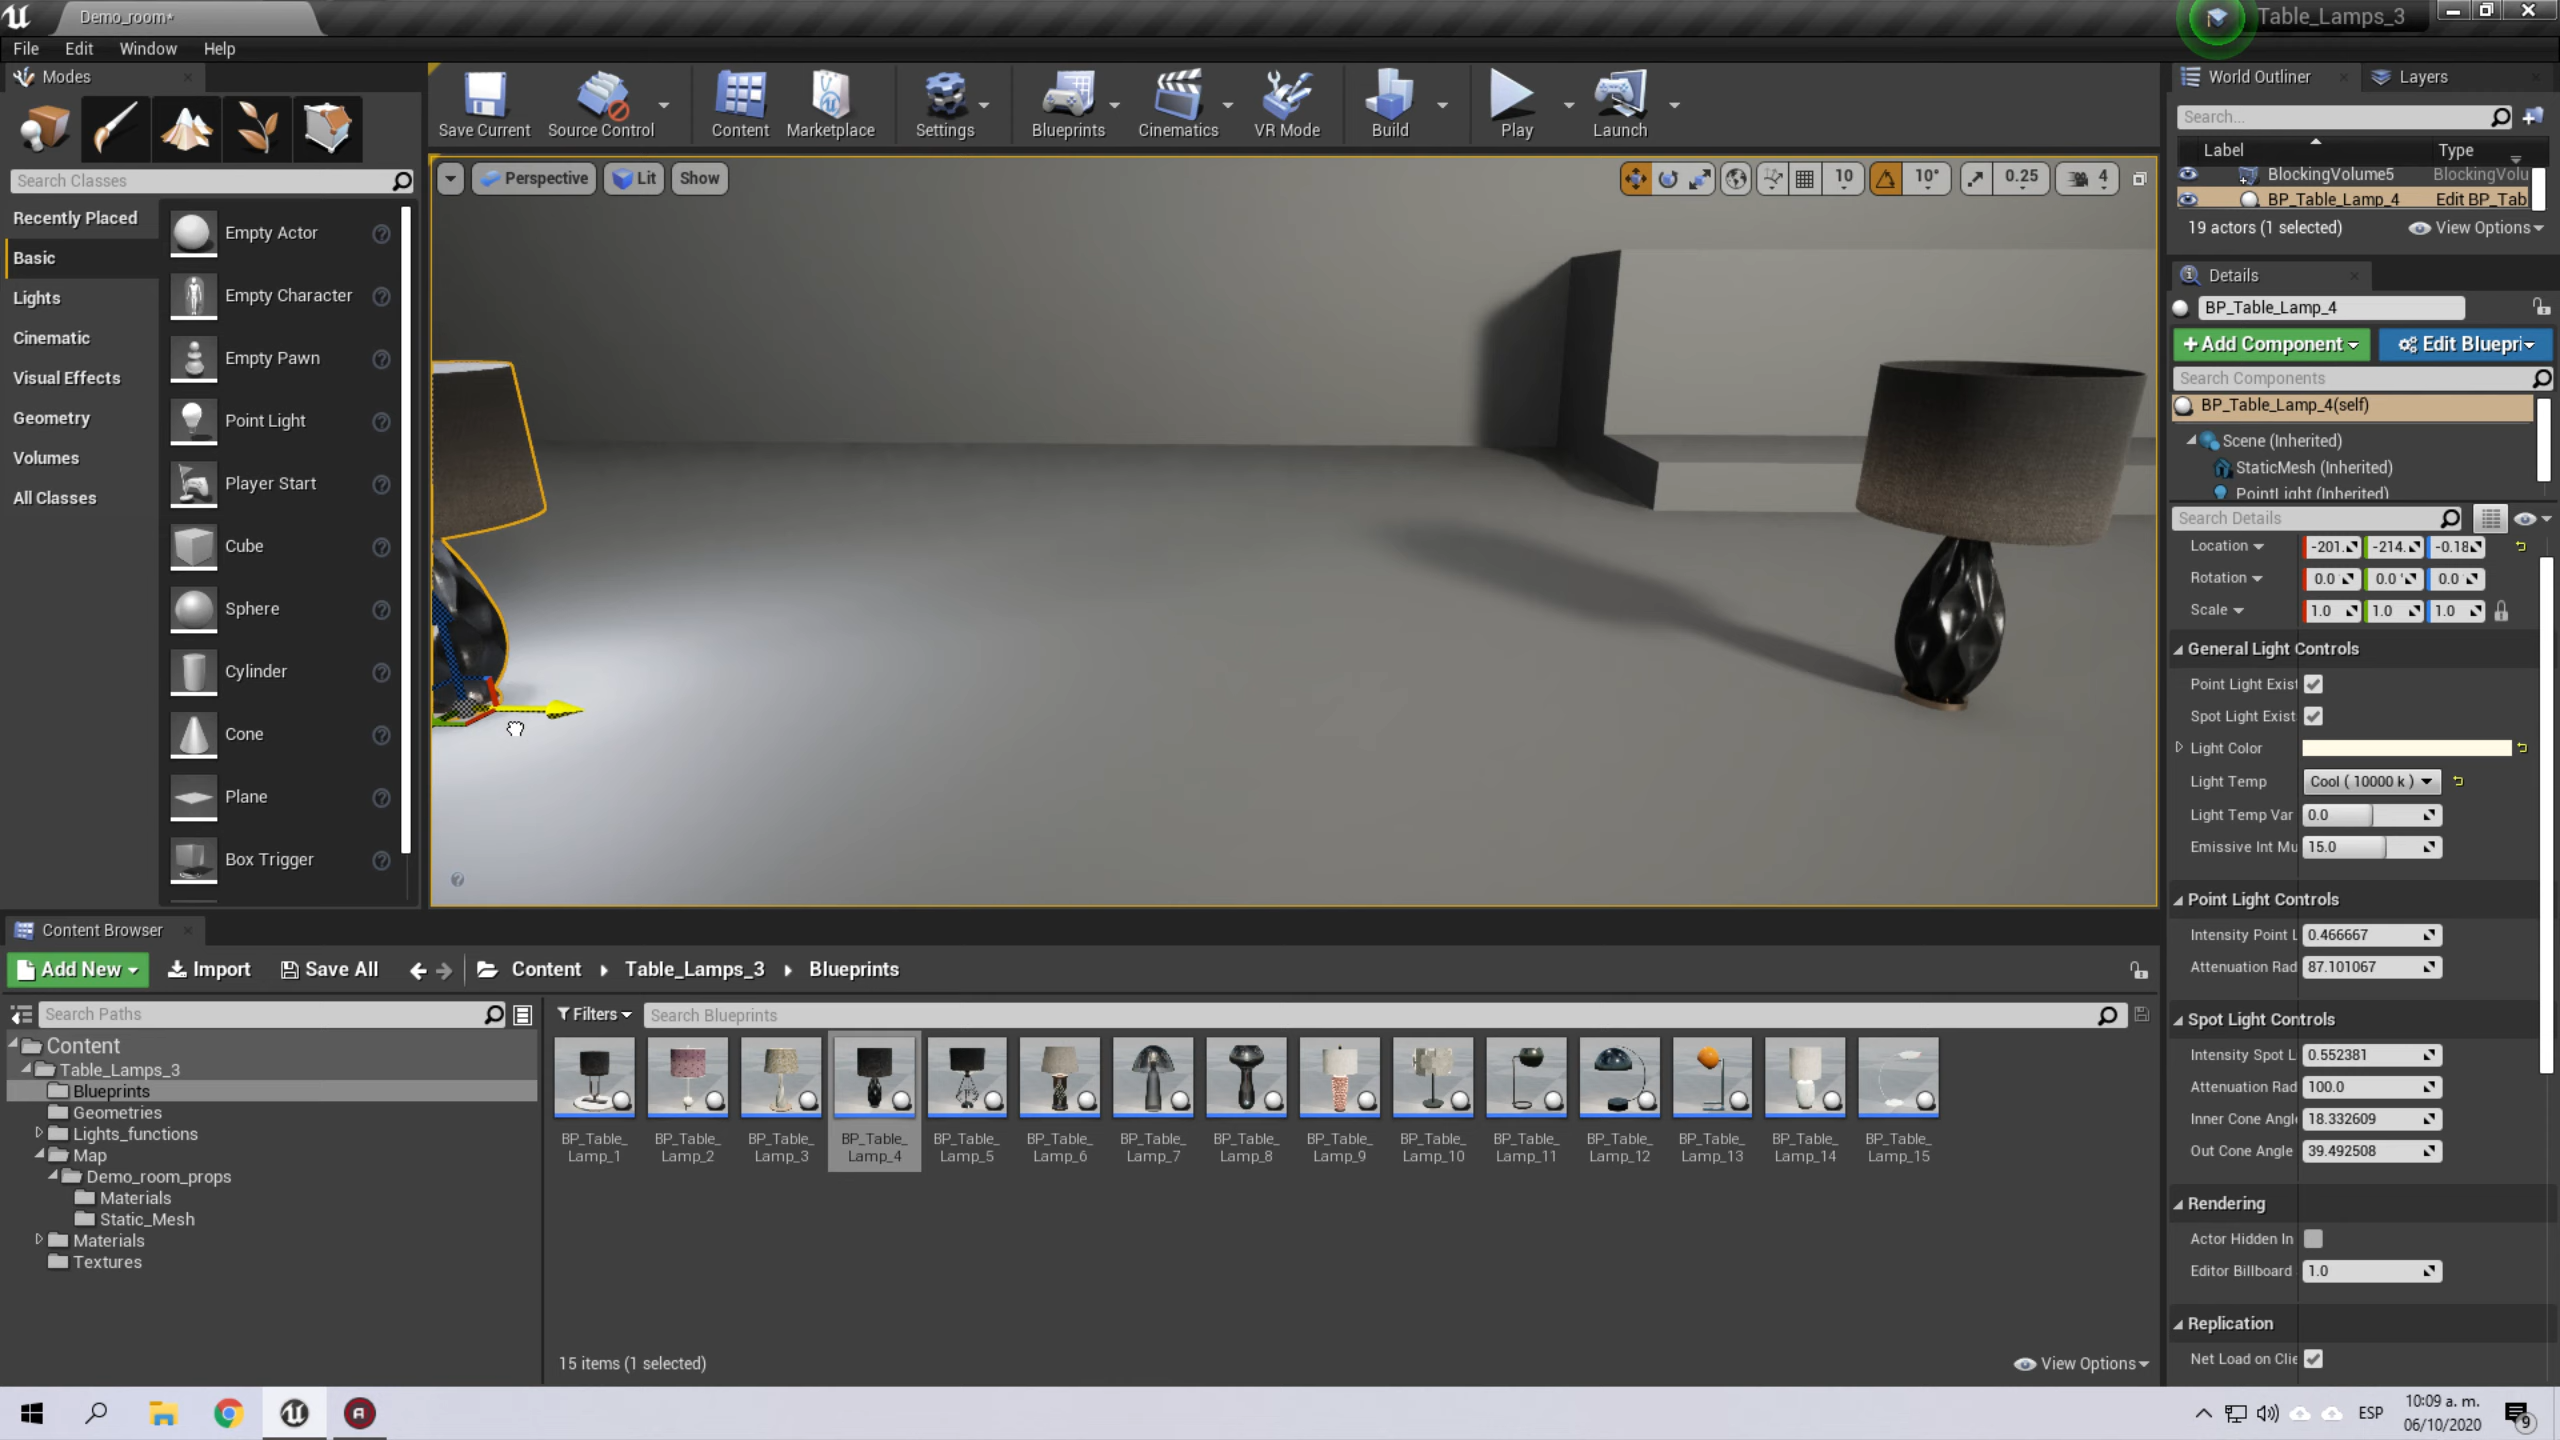 Demo_room*
Table_Lamps_3
File Edit Window Help
Modes
Search Classes
Recently Placed
Basic
Lights
Cinematic
Visual Effects
Geometry
Volumes
All Classes
Empty Actor
Empty Character
Empty Pawn
Point Light
Player Start
Cube
Sphere
Cylinder
Cone
Plane
Box Trigger
Save Current
Source Control
Content
Marketplace
Settings
Blueprints
Cinematics
VR Mode
Build
Play
Launch
Perspective
Lit
Show
10
10°
0.25
4
World Outliner
Layers
Search...
Label
Type
BlockingVolume5 BlockingVolu
BP_Table_Lamp_4 Edit BP_Tab
19 actors (1 selected)
View Options
Details
BP_Table_Lamp_4
+Add Component
Edit Bluepri
Search Components
BP_Table_Lamp_4(self)
Scene (Inherited)
StaticMesh (Inherited)
PointLight (Inherited)
Search Details
Location -201. -214. -0.18
Rotation 0.0 0.0 ° 0.0
Scale 1.0 1.0 1.0
General Light Controls
Point Light Exist
Spot Light Exist
Light Color
Light Temp Cool ( 10000 k )
Light Temp Var 0.0
Emissive Int Mu 15.0
Point Light Controls
Intensity Point L 0.466667
Attenuation Rad 87.101067
Spot Light Controls
Intensity Spot L 0.552381
Attenuation Rad 100.0
Inner Cone Angl 18.332609
Out Cone Angle 39.492508
Rendering
Actor Hidden In
Editor Billboard 1.0
Replication
Net Load on Clie
Content Browser
Add New
Import
Save All
Content
Table_Lamps_3
Blueprints
Search Paths
Filters
Search Blueprints
Content
Table_Lamps_3
Blueprints
Geometries
Lights_functions
Map
Demo_room_props
Materials
Static_Mesh
Materials
Textures
BP_Table_
Lamp_1
BP_Table_
Lamp_2
BP_Table_
Lamp_3
BP_Table_
Lamp_4
BP_Table_
Lamp_5
BP_Table_
Lamp_6
BP_Table_
Lamp_7
BP_Table_
Lamp_8
BP_Table_
Lamp_9
BP_Table_
Lamp_10
BP_Table_
Lamp_11
BP_Table_
Lamp_12
BP_Table_
Lamp_13
BP_Table_
Lamp_14
BP_Table_
Lamp_15
15 items (1 selected)
View Options
ESP
10:09 a. m.
06/10/2020
9